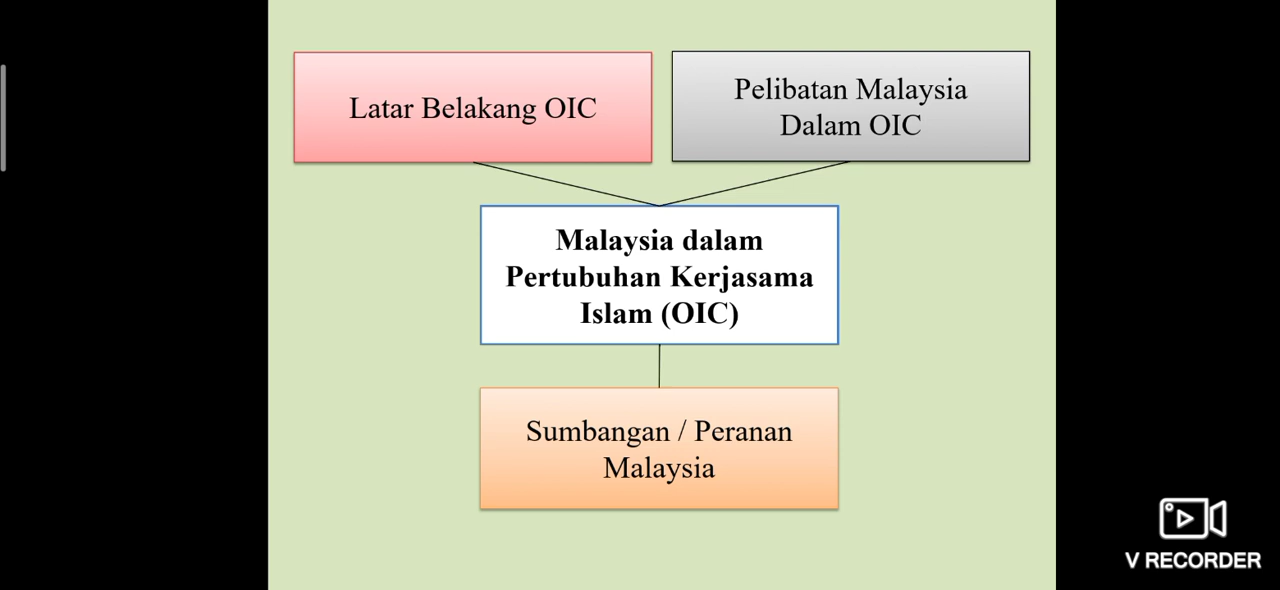 Latar Belakang OIC
Pelibatan Malaysia
Dalam OIC
Malaysia dalam
Pertubuhan Kerjasama
Islam (OIC)
Sumbangan / Peranan
Malaysia
V RECORDER